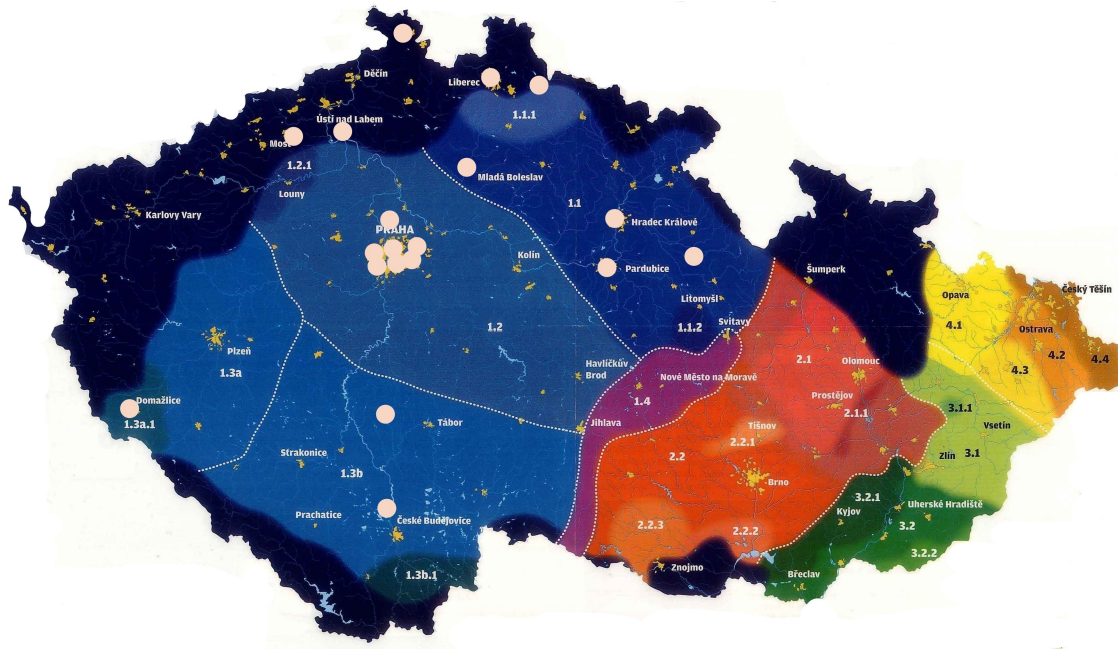 Děčín
Liberec
1.1.1
Ústí nad Labem
Most
1.2.1
Louny
Mladá Boleslav
1.1
Karlovy Vary
Hradec Králové
PRAHA
Kolín
Pardubice
Šumperk
Litomyšl
Opava
Český Těšín
1.1.2
Svitavy
4.1
Ostrava
1.2
Plzeň
2.1
Olomouc
4.2
4.4
Havlíčkův
Brod
1.3a
Nové Město na Moravě
4.3
Domažlice
1.4
Prostějov
2.1.1
3.1.1
1.3a.1
Tábor
Jihlava
Tišnov
Vsetín
2.2.1
Strakonice
1.3b
2.2
Zlín
3.1
Brno
3.2.1
Uherské Hradiště
Prachatice
České Budějovice
2.2.3
2.2.2
Kyjov
3.2
3.2.2
Znojmo
Břeclav
1.3b.1